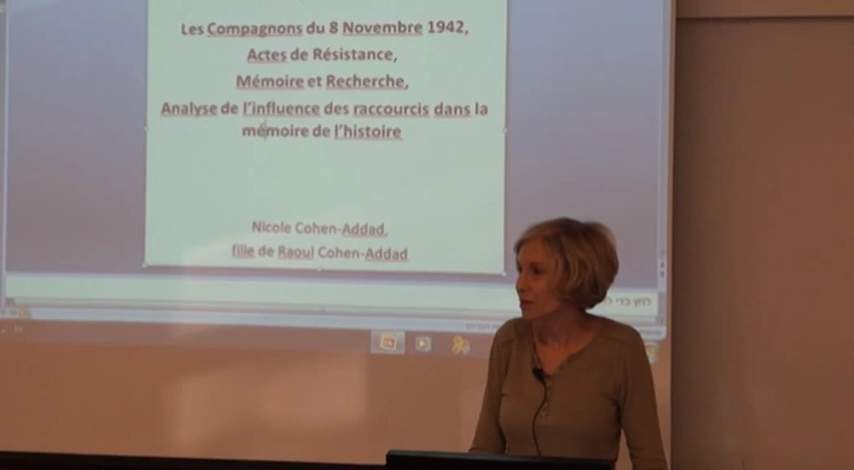 Les Compagnons du 8 Novembre 1942,
Actes de Résistance,
Mémoire et Recherche,
Analyse de l'influence des raccourcis dans la
mémoire de l'histoire
Nicole Cohen-Addad,
fille de Raoul Cohen-Addad